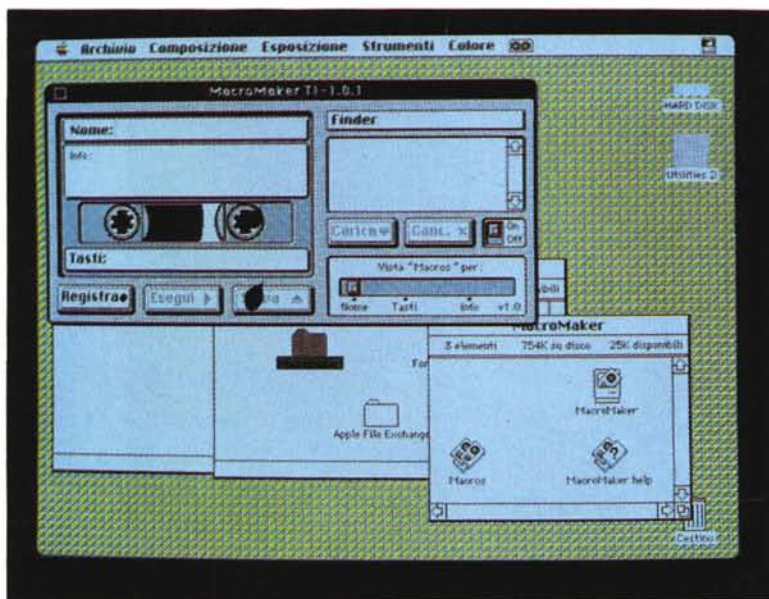 Archivio Composizione Esposizione Strumenti Colore
MacroMaker TI-1.0.1
HARD DISK
Utilities 2
Nome:
Info:
Tasti:
Registra
Esegui
Finder
Carica
Canc.
On
Off
Vista "Macros" per:
Nome Tasti Info v1.0
MacroMaker
3 elementi 754K su disco 25K disponibili
MacroMaker
Macros
MacroMaker help
Apple File Exchange
Cestino